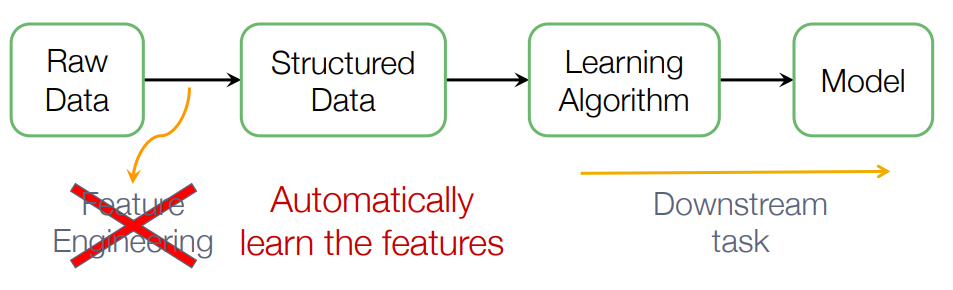 Raw
Data
Structured
Data
Learning
Algorithm
Model
Feature
Engineering
Automatically
learn the features
Downstream
task